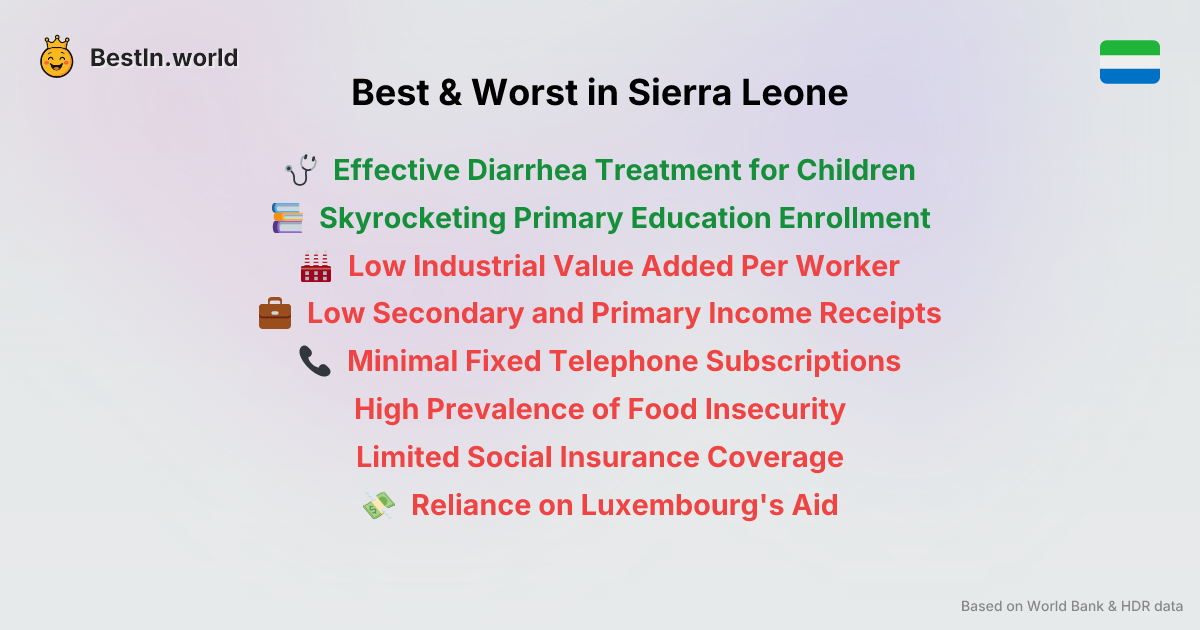 BestIn.world
Best & Worst in Sierra Leone
Effective Diarrhea Treatment for Children
Skyrocketing Primary Education Enrollment
Low Industrial Value Added Per Worker
Low Secondary and Primary Income Receipts
Minimal Fixed Telephone Subscriptions
High Prevalence of Food Insecurity
Limited Social Insurance Coverage
Reliance on Luxembourg's Aid
Based on World Bank & HDR data